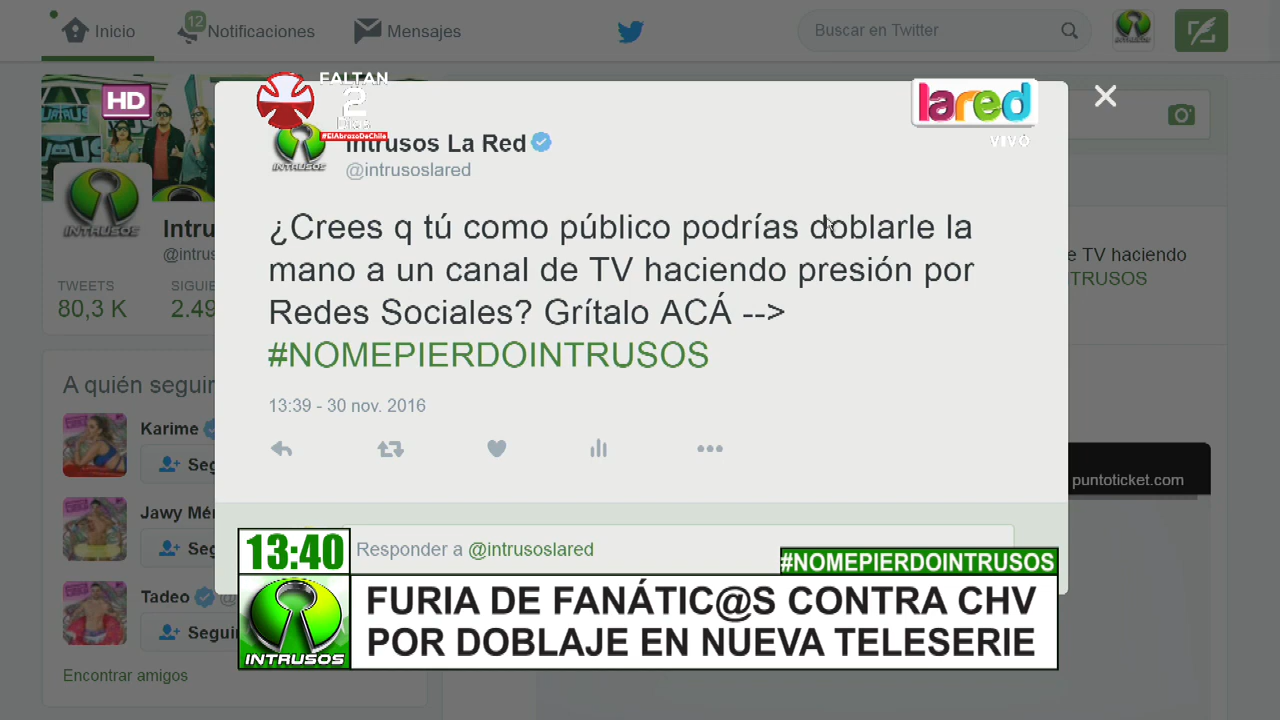 Inicio
12
Notificaciones
Mensajes
Buscar en Twitter
HD
FALTAN
2
Días
#ElAbrazoDeChile
lared
VIVO
INTRUSOS
Intrusos La Red
@intrusoslared
¿Crees q tú como público podrías doblarle la
mano a un canal de TV haciendo presión por
Redes Sociales? Grítalo ACÁ -->
#NOMEPIERDOINTRUSOS
13:39 - 30 nov. 2016
INTRUSOS
Intru
@intrus
TWEETS
SIGUIE
80,3 K
2.49
e TV haciendo
NTRUSOS
A quién seguir
Karime
Seg
Jawy Mé
Seg
Tadeo
@
Seguir
Encontrar amigos
puntoticket.com
Responder a @intrusoslared
13:40
#NOMEPIERDOINTRUSOS
INTRUSOS
FURIA DE FANÁTIC@S CONTRA CHV
POR DOBLAJE EN NUEVA TELESERIE